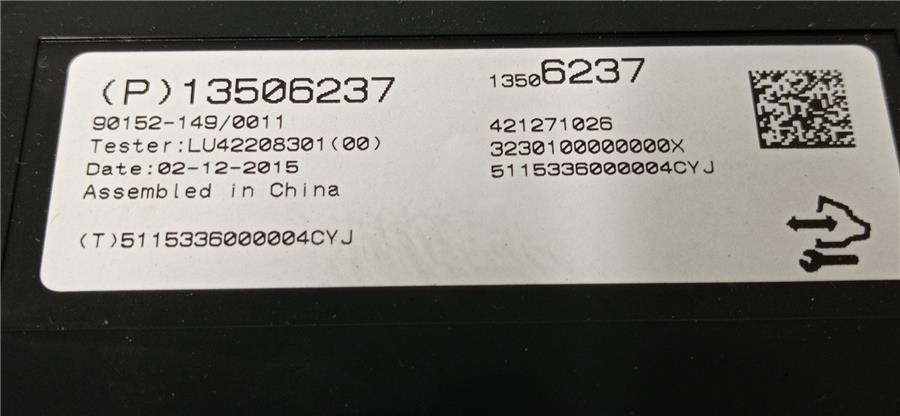 (P)13506237
90152-149/0011
Tester:LU42208301(00)
Date:02-12-2015
Assembled in China
(T)5115336000004CYJ
13506237
421271026
3230100000000X
5115336000004CYJ